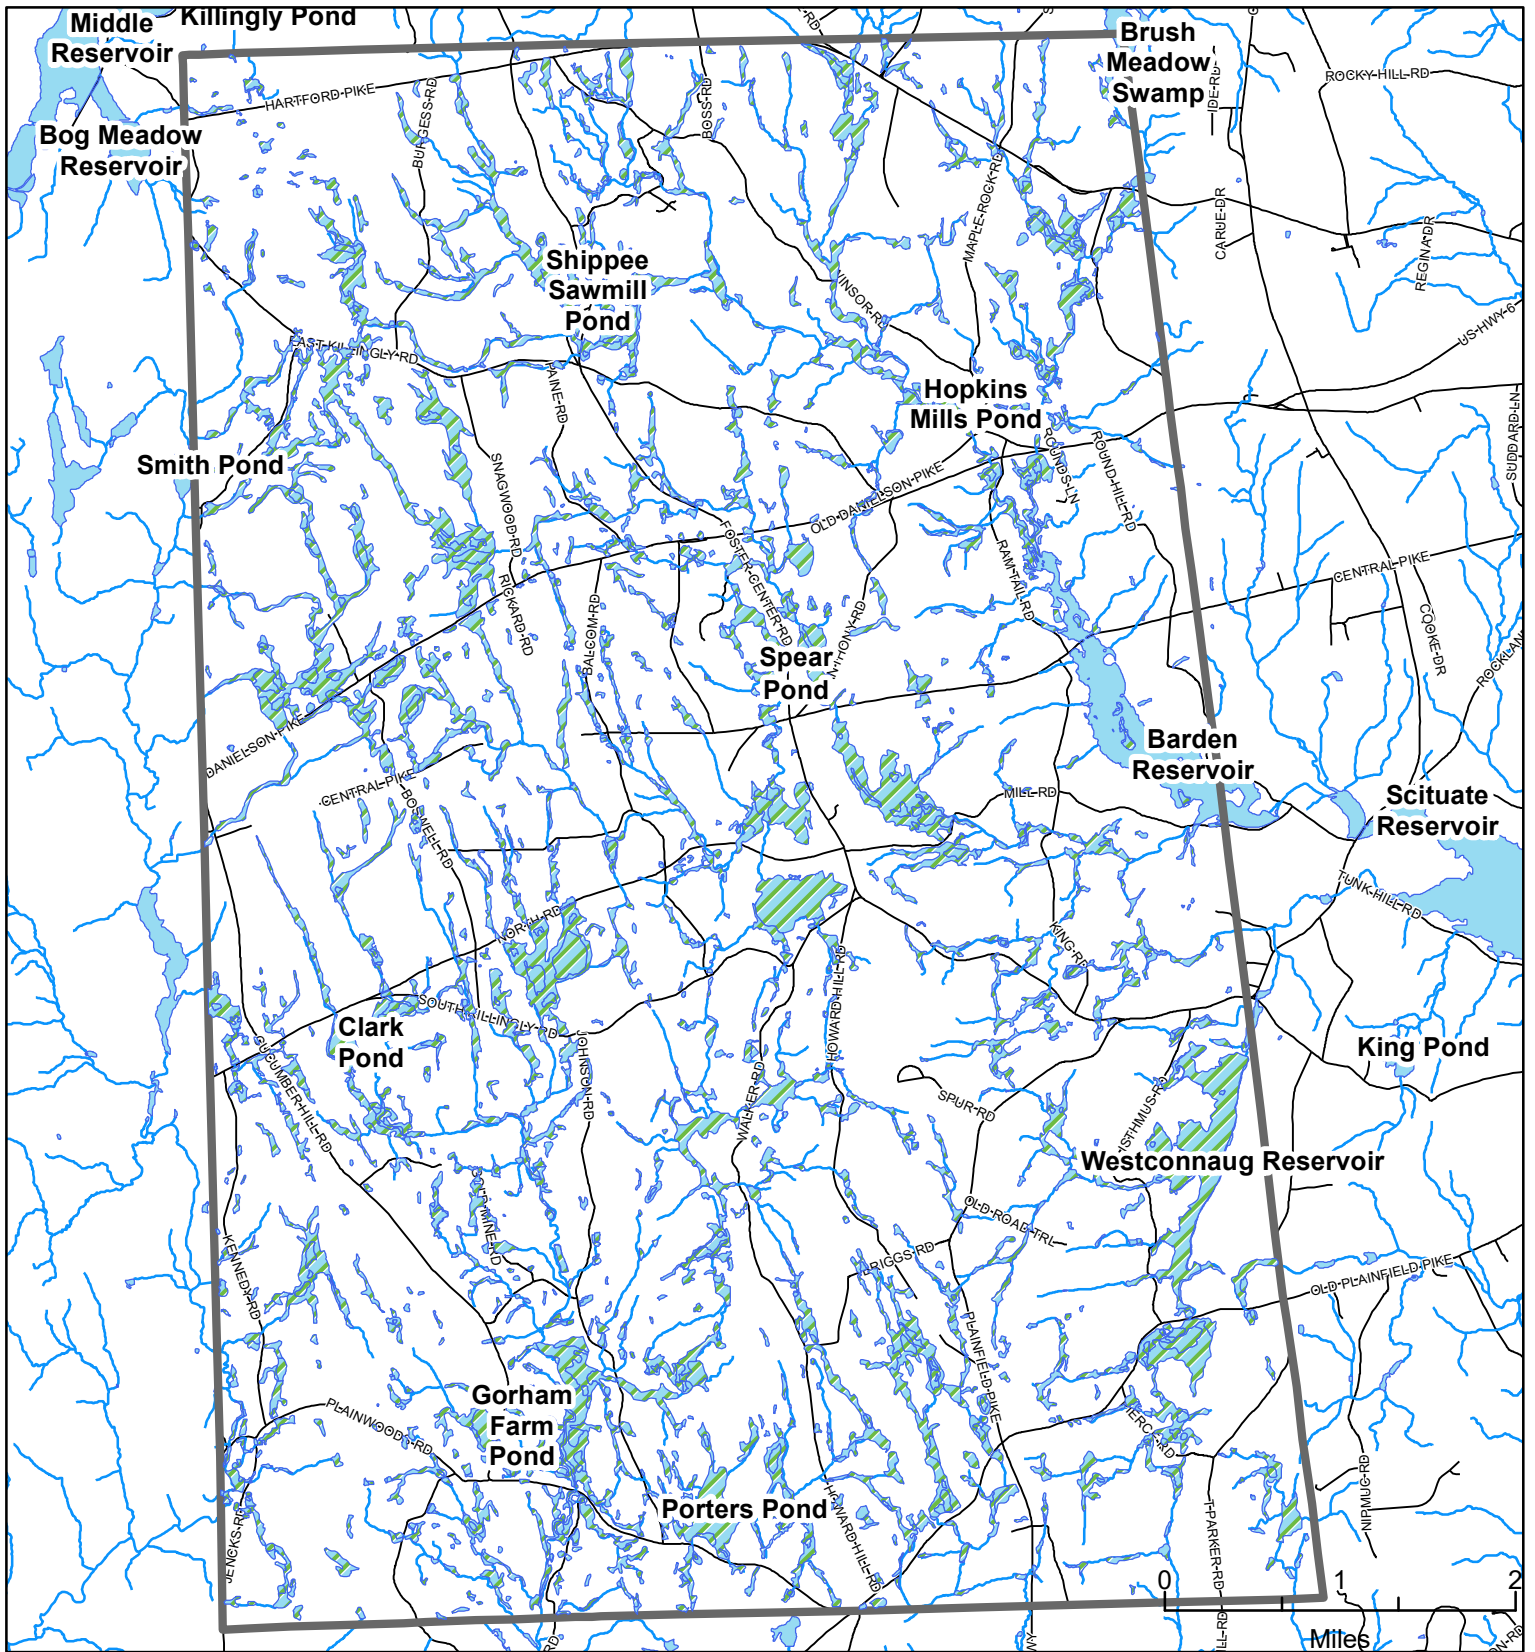 Killingly Pond
Middle
Reservoir
Brush
Meadow
Swamp
ROCKY HILL RD
IDE-RD
HARTFORD-PIKE
BURGESS-RD
BOSS-RD
Bog Meadow
Reservoir
MAPLE-ROCK-RD
CARUE-DR
REGINA-DR
Shippee
Sawmill
Pond
US-HWY-6
EAST-KILLINGLY-RD
PAINE-RD
Hopkins
Mills Pond
SUDDARD-LN
Smith Pond
SNAGWOOD-RD
OLD-DANIELSON-PIKE
ROUNDS-LN
ROUND-HILL-RD
FOSTER-CENTER-RD
RAM-TAIL-RD
CENTRAL-PIKE
RICKARD-RD
BALCOM-RD
COOKE-DR
Spear
Pond
DANIELSON-PIKE
Barden
Reservoir
CENTRAL-PIKE
BOSWELL-RD
MILL-RD
Scituate
Reservoir
TUNK-HILL-RD
NORTH-RD
KING-RD
HOWARD-HILL-RD
SOUTH-KILLINGLY-RD
Clark
Pond
CUCUMBER-HILL-RD
JOHNSON-RD
WALKER-RD
King Pond
SPUR-RD
ISTHMUS-RD
Westconnaug Reservoir
OLD-ROAD-TRL
KENNEDY-RD
BRIGGS-RD
OLD-PLAINFIELD-PIKE
PLAINFIELD-PIKE
Gorham
Farm
Pond
PLAINWOODS-RD
PIERCE-RD
Porters Pond
HOWARD-HILL-RD
NIPMUC-RD
T-PARKER-RD
JENCKS-RD
0 1 2
Miles